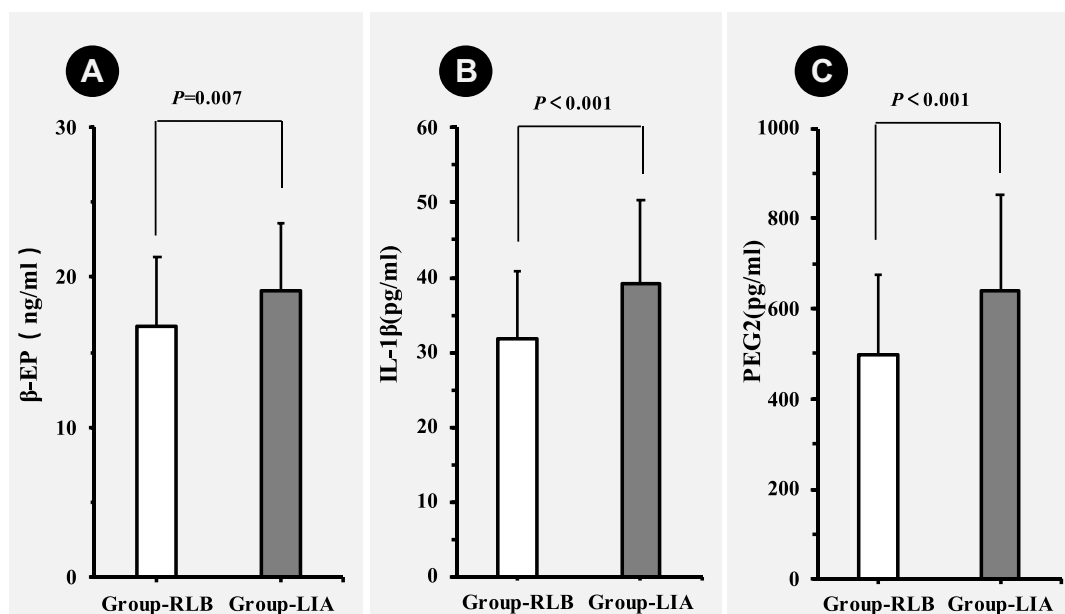 A
P=0.007
30
20
10
0
β-EP ( ng/ml )
Group-RLB Group-LIA
B
P < 0.001
60
50
40
30
20
10
0
IL-1β(pg/ml)
Group-RLB Group-LIA
C
P < 0.001
1000
800
600
400
200
0
PEG2(pg/ml)
Group-RLB Group-LIA